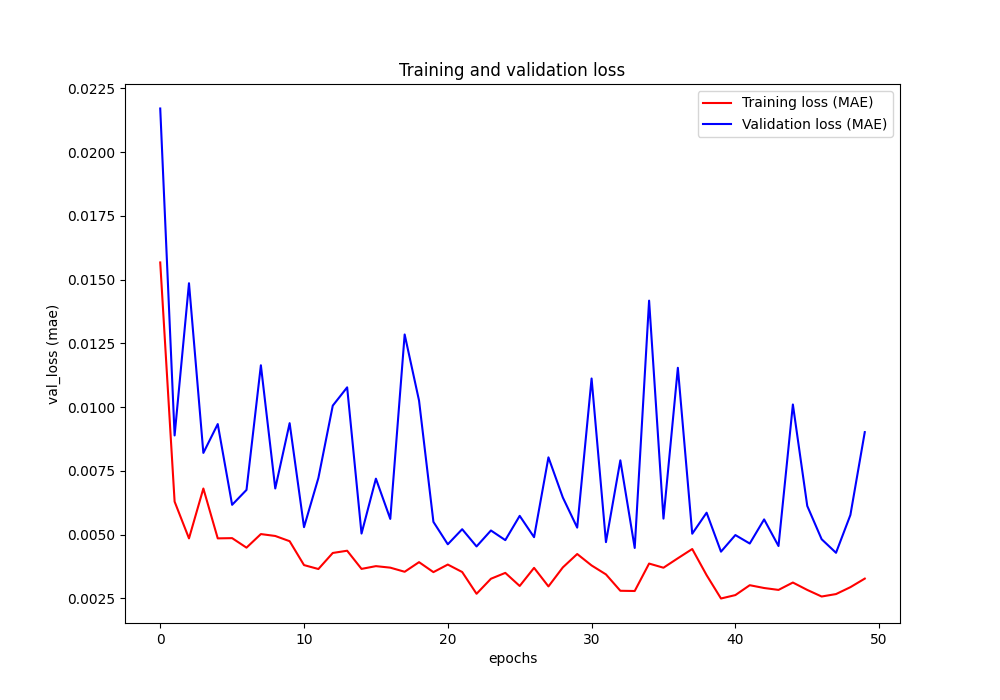 Training and validation loss
Training loss (MAE)
Validation loss (MAE)
val_loss (mae)
0.0225
0.0200
0.0175
0.0150
0.0125
0.0100
0.0075
0.0050
0.0025
0 10 20 30 40 50
epochs